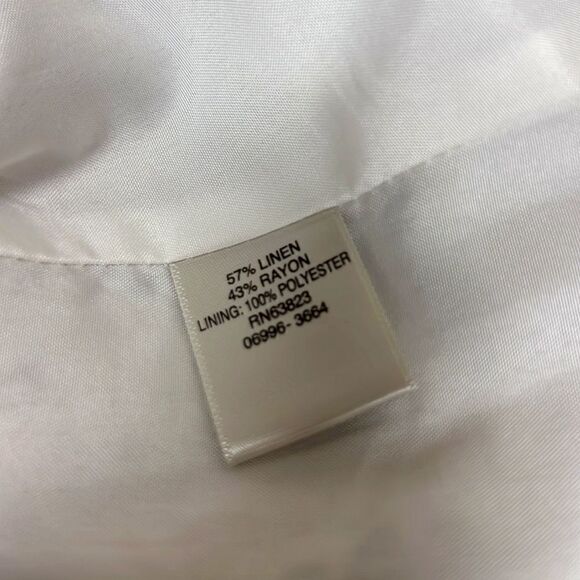 57% LINEN
43% RAYON
LINING: 100% POLYESTER
RN63823
06996-3664